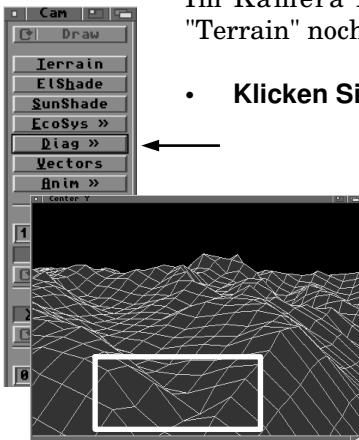 Im Kamera
"Terrain" noch
• Klicken Si
Cam
Draw
Terrain
ElShade
SunShade
EcoSys »
Diag »
Vectors
Anim »
Center Y
1
0